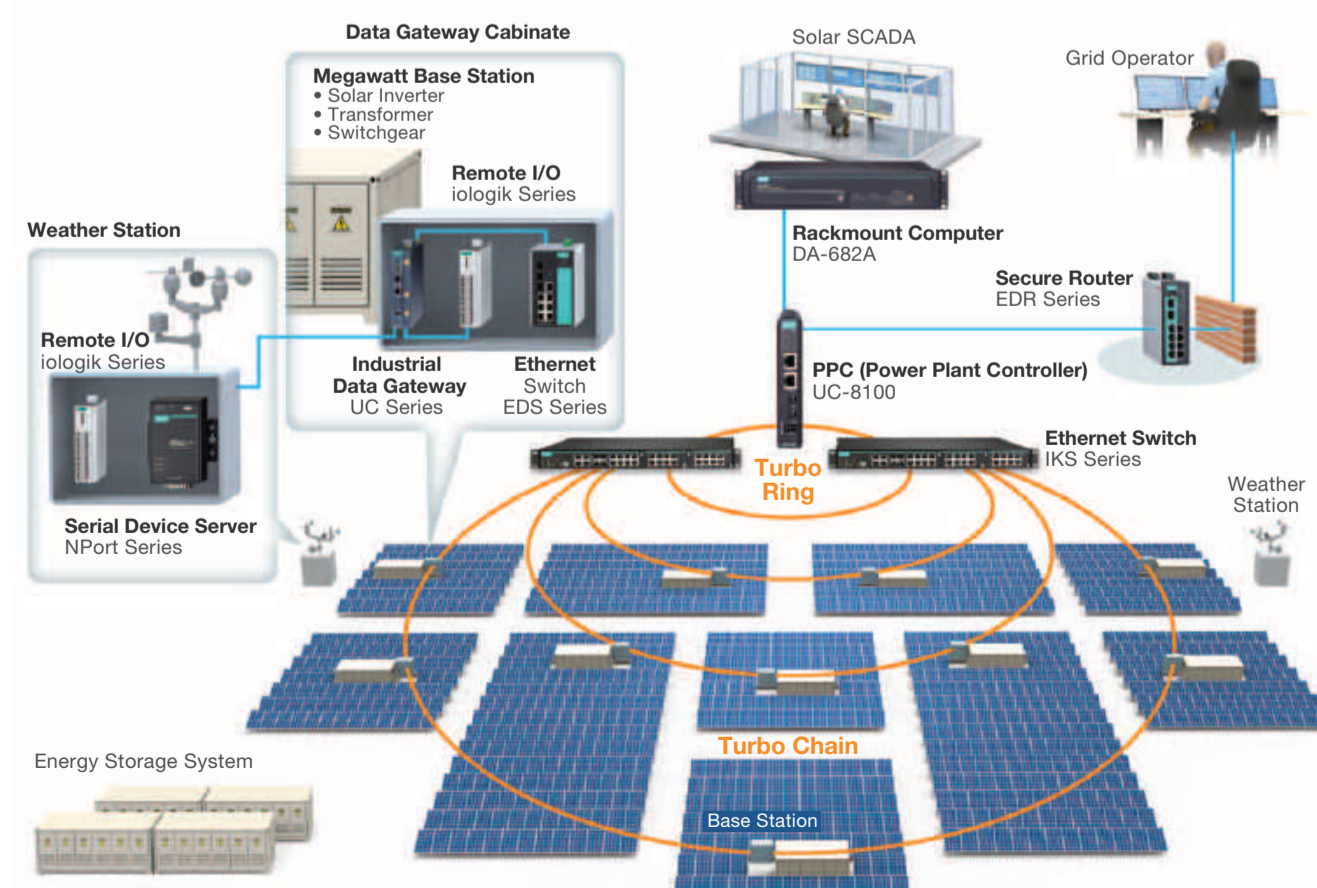 Data Gateway Cabinate
Megawatt Base Station
• Solar Inverter
• Transformer
• Switchgear
Remote I/O
iologik Series
Industrial
Data Gateway
UC Series
Ethernet
Switch
EDS Series
Weather Station
Remote I/O
iologik Series
Serial Device Server
NPort Series
Solar SCADA
Grid Operator
Rackmount Computer
DA-682A
Secure Router
EDR Series
PPC (Power Plant Controller)
UC-8100
Ethernet Switch
IKS Series
Turbo
Ring
Weather
Station
Turbo Chain
Energy Storage System
Base Station